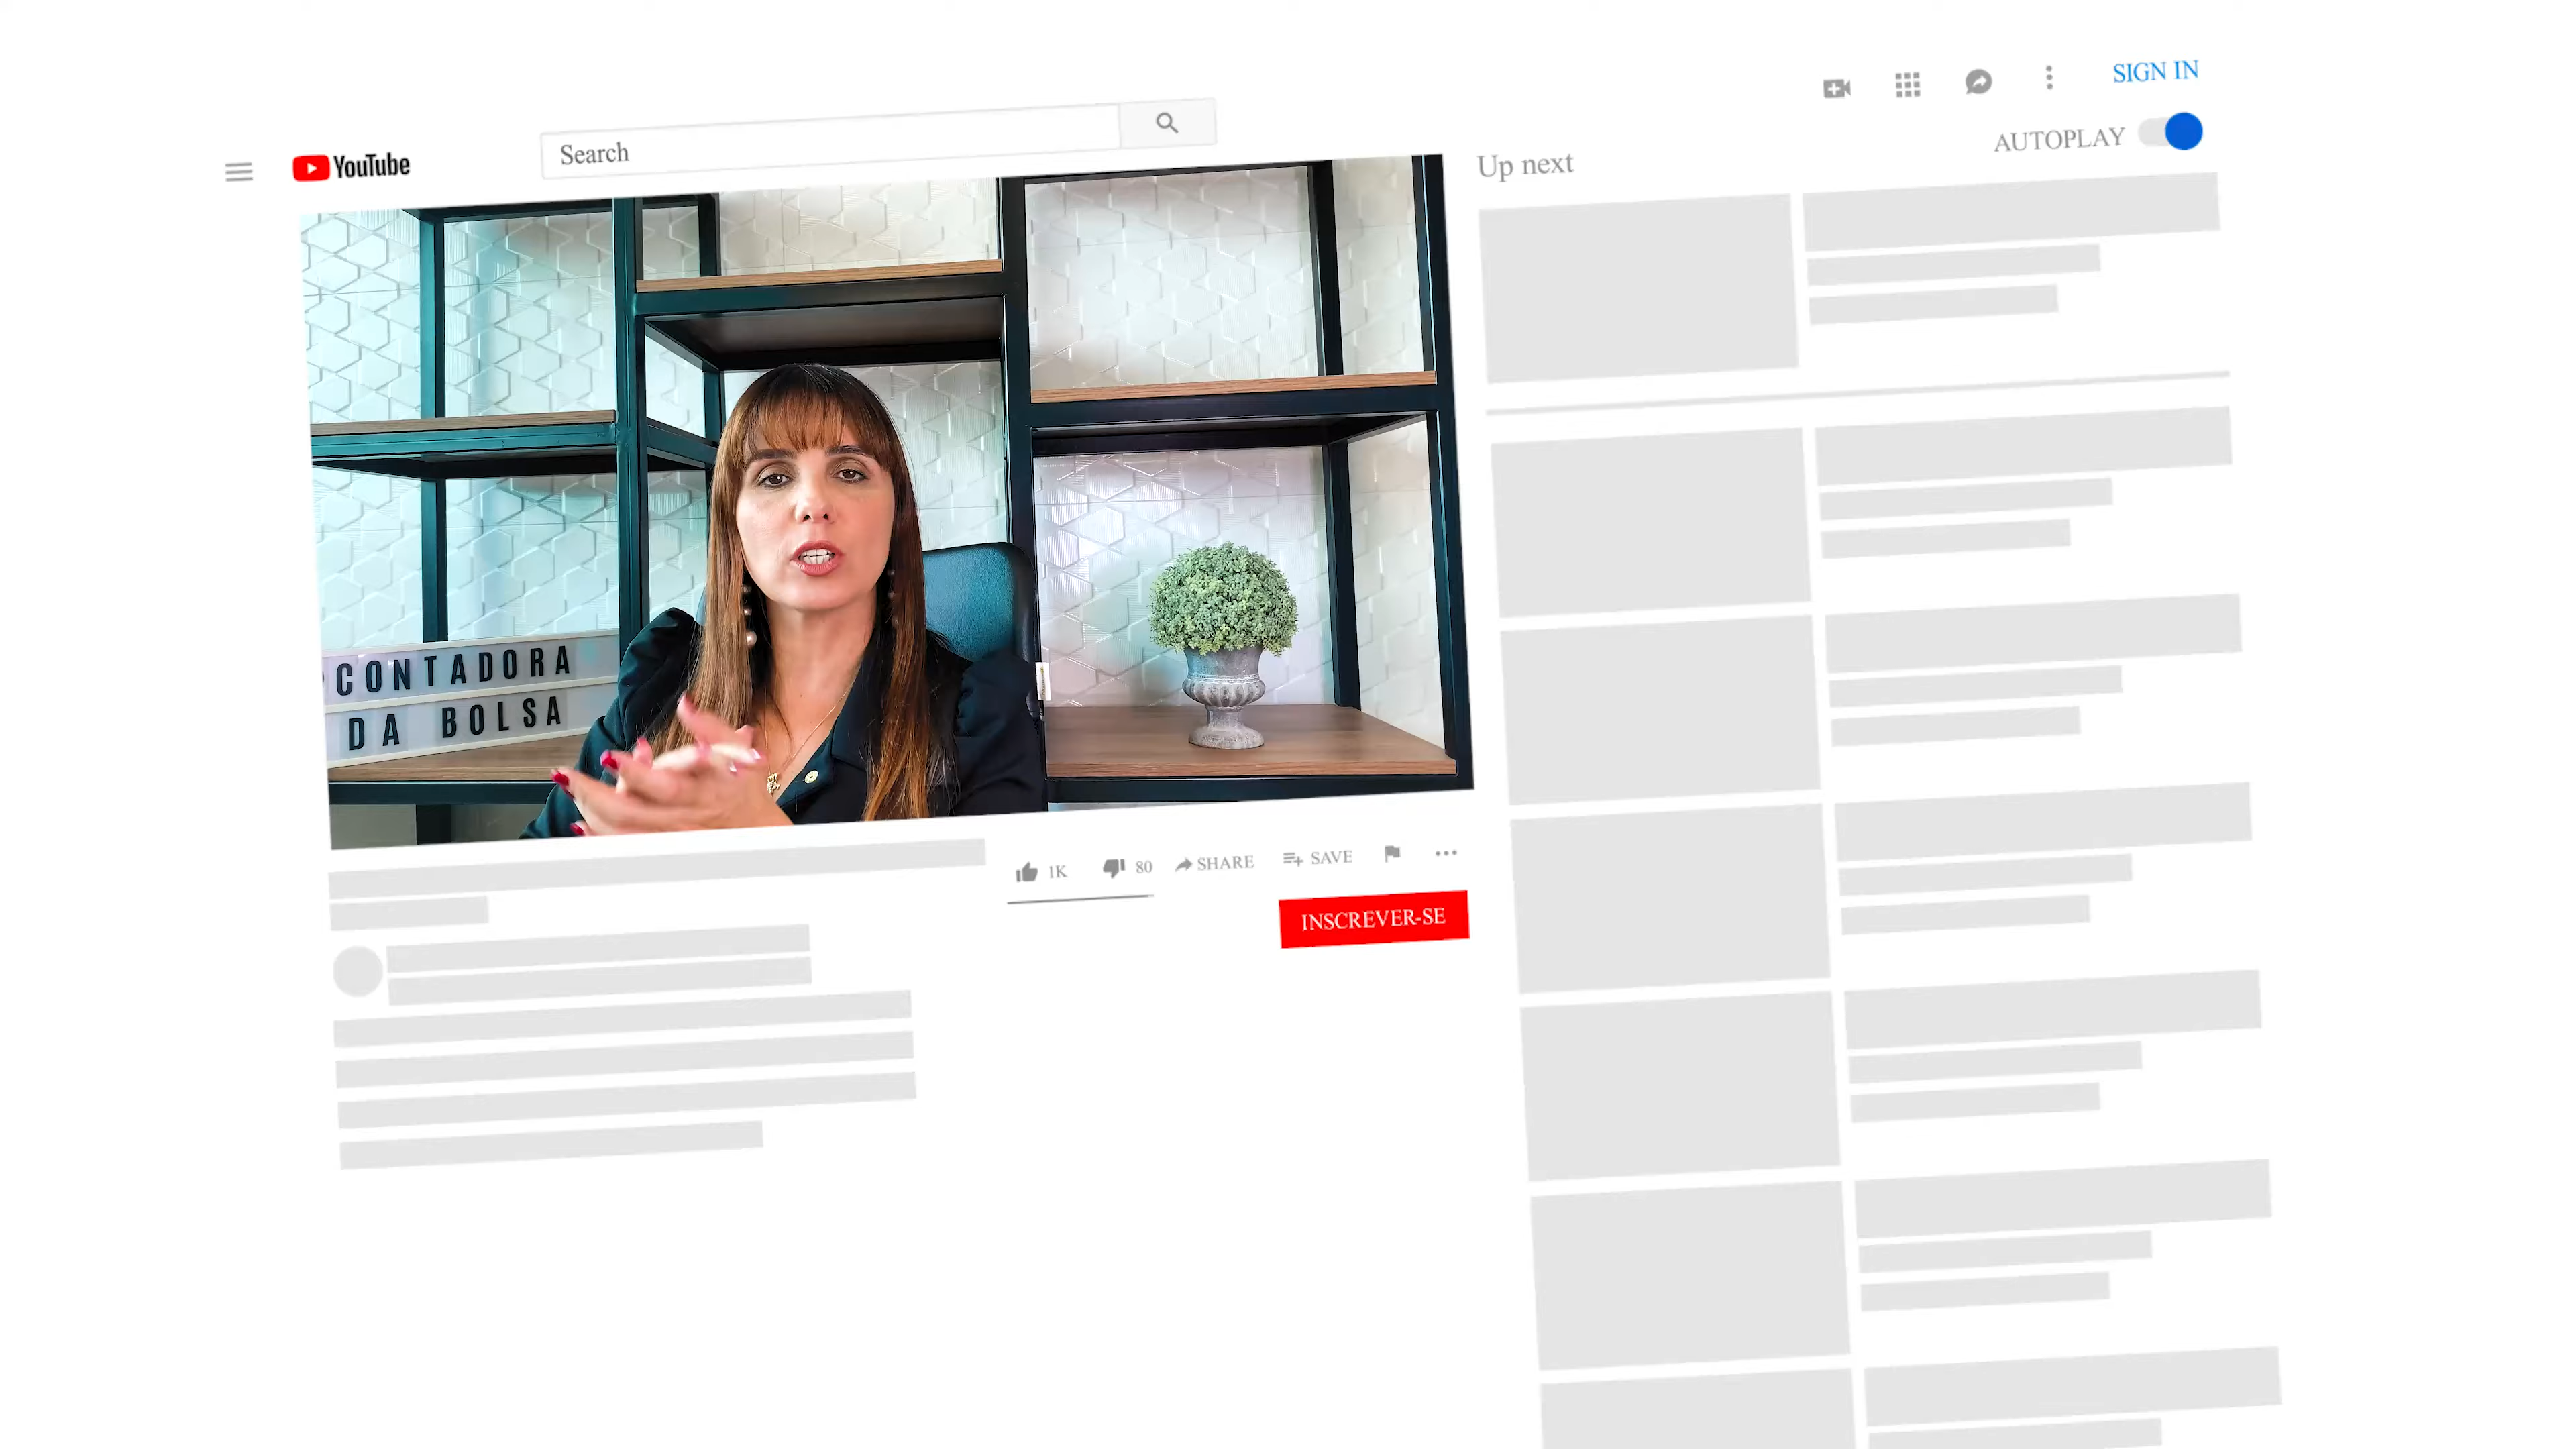 SIGN IN
YouTube
Search
Up next
AUTOPLAY
CONTADORA
DA BOLSA
1K
80
SHARE
SAVE
INSCREVER-SE